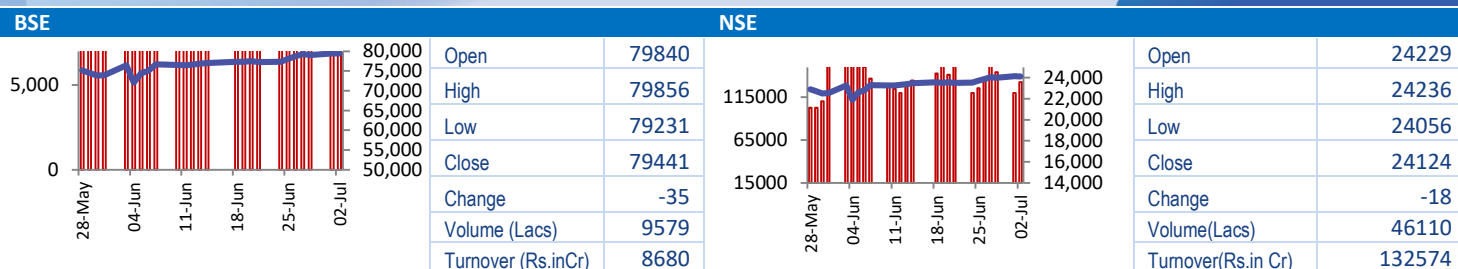 BSE
NSE
5,000
0
80,000
75,000
70,000
65,000
60,000
55,000
50,000
28-May
04-Jun
11-Jun
18-Jun
25-Jun
02-Jul
Open 79840
High 79856
Low 79231
Close 79441
Change -35
Volume (Lacs) 9579
Turnover (Rs.inCr) 8680
115000
65000
15000
24,000
22,000
20,000
18,000
16,000
14,000
28-May
04-Jun
11-Jun
18-Jun
25-Jun
02-Jul
Open 24229
High 24236
Low 24056
Close 24124
Change -18
Volume(Lacs) 46110
Turnover(Rs.in Cr) 132574